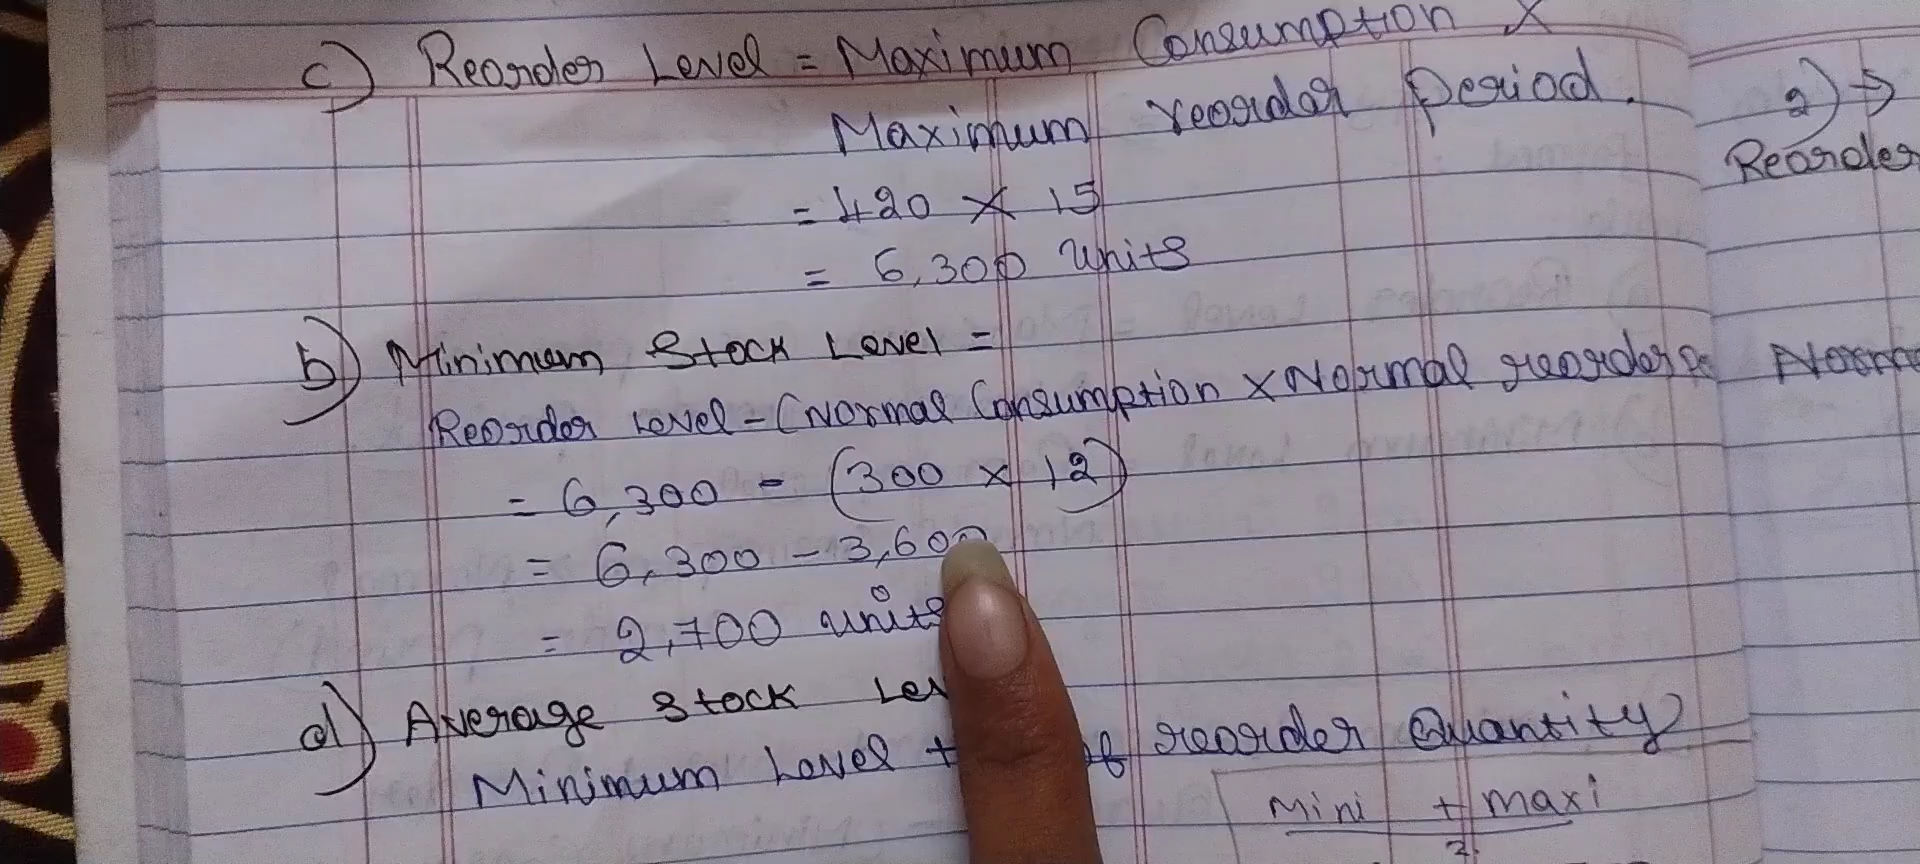 c) Reorder Level = Maximum Consumption X
Maximum reorder Period.
= 420 X 15
= 6,300 Units
b) Minimum Stock Level =
Reorder Level - (Normal Consumption X Normal reorder
= 6,300 - (300 X 12)
= 6,300 - 3,600
= 2,700 units
d) Average Stock
Minimum Level + of reorder Quantity
Mini + maxi
2
2) →
Reorder